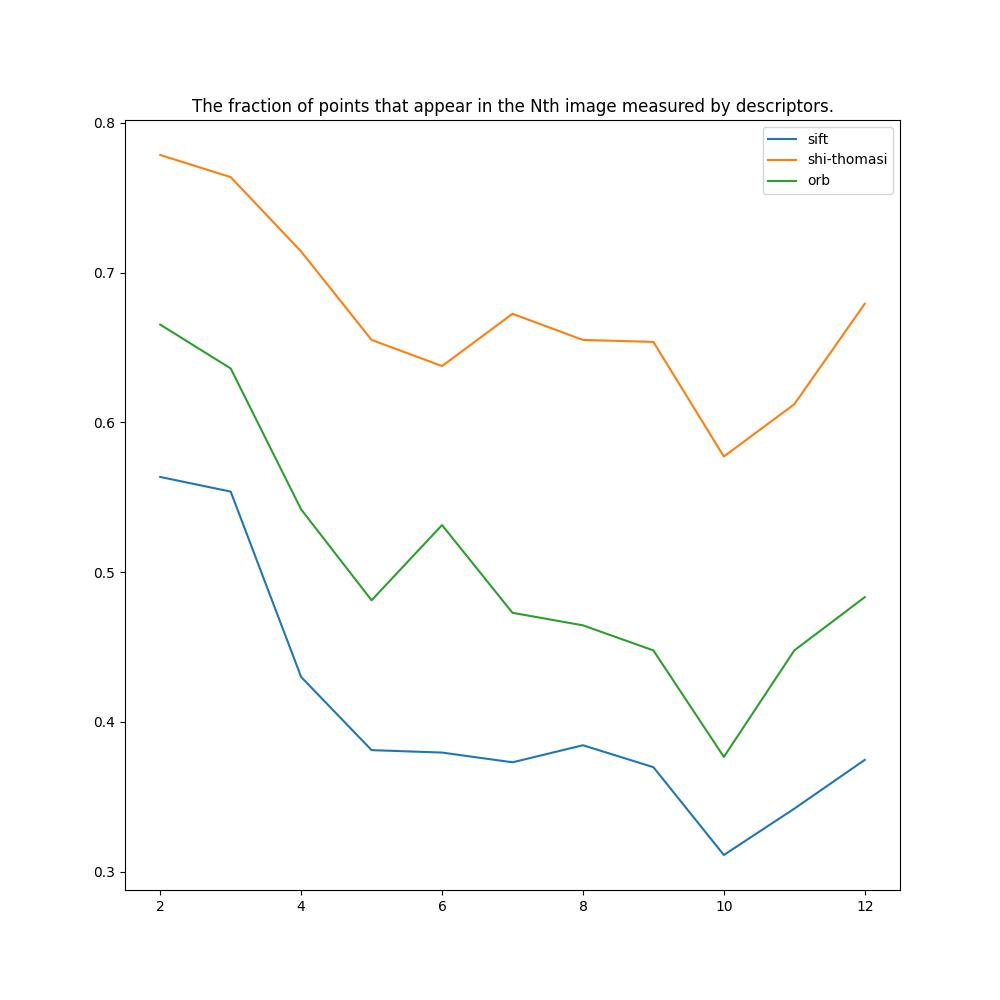 The fraction of points that appear in the Nth image measured by descriptors.
sift
shi-thomasi
orb
0.8
0.7
0.6
0.5
0.4
0.3
2 4 6 8 10 12